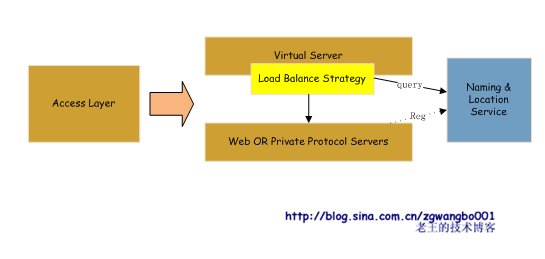 Virtual Server
Load Balance Strategy
Access Layer
query
Naming &
Location
Service
Reg
Web OR Private Protocol Servers
http://blog.sina.com.cn/zgwangbo001
老王的技术博客